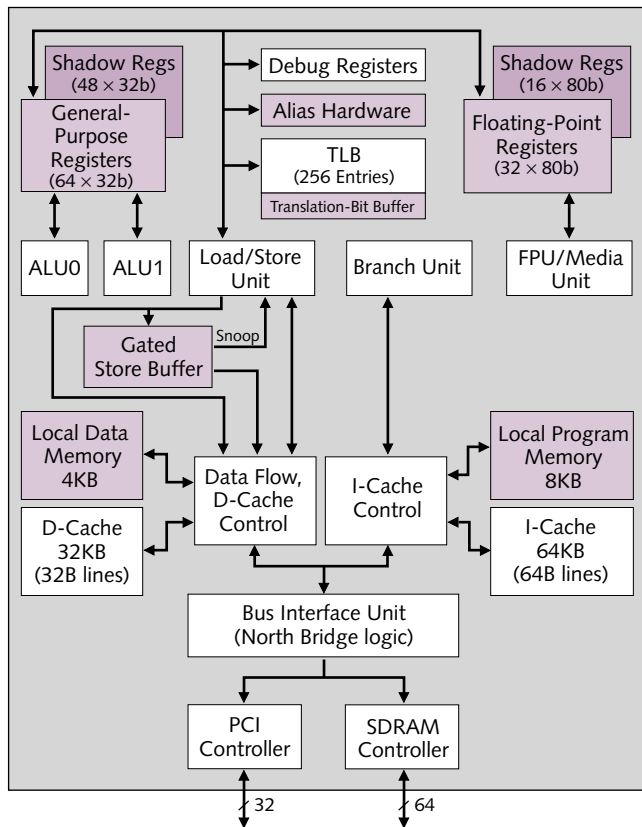 Shadow Regs
(48 × 32b)
General-
Purpose
Registers
(64 × 32b)
Debug Registers
Alias Hardware
TLB
(256 Entries)
Translation-Bit Buffer
Shadow Regs
(16 × 80b)
Floating-Point
Registers
(32 × 80b)
ALU0
ALU1
Load/Store
Unit
Branch Unit
FPU/Media
Unit
Gated
Store Buffer
Snoop
Local Data
Memory
4KB
Data Flow,
D-Cache
Control
I-Cache
Control
Local Program
Memory
8KB
D-Cache
32KB
(32B lines)
I-Cache
64KB
(64B lines)
Bus Interface Unit
(North Bridge logic)
PCI
Controller
SDRAM
Controller
32
64